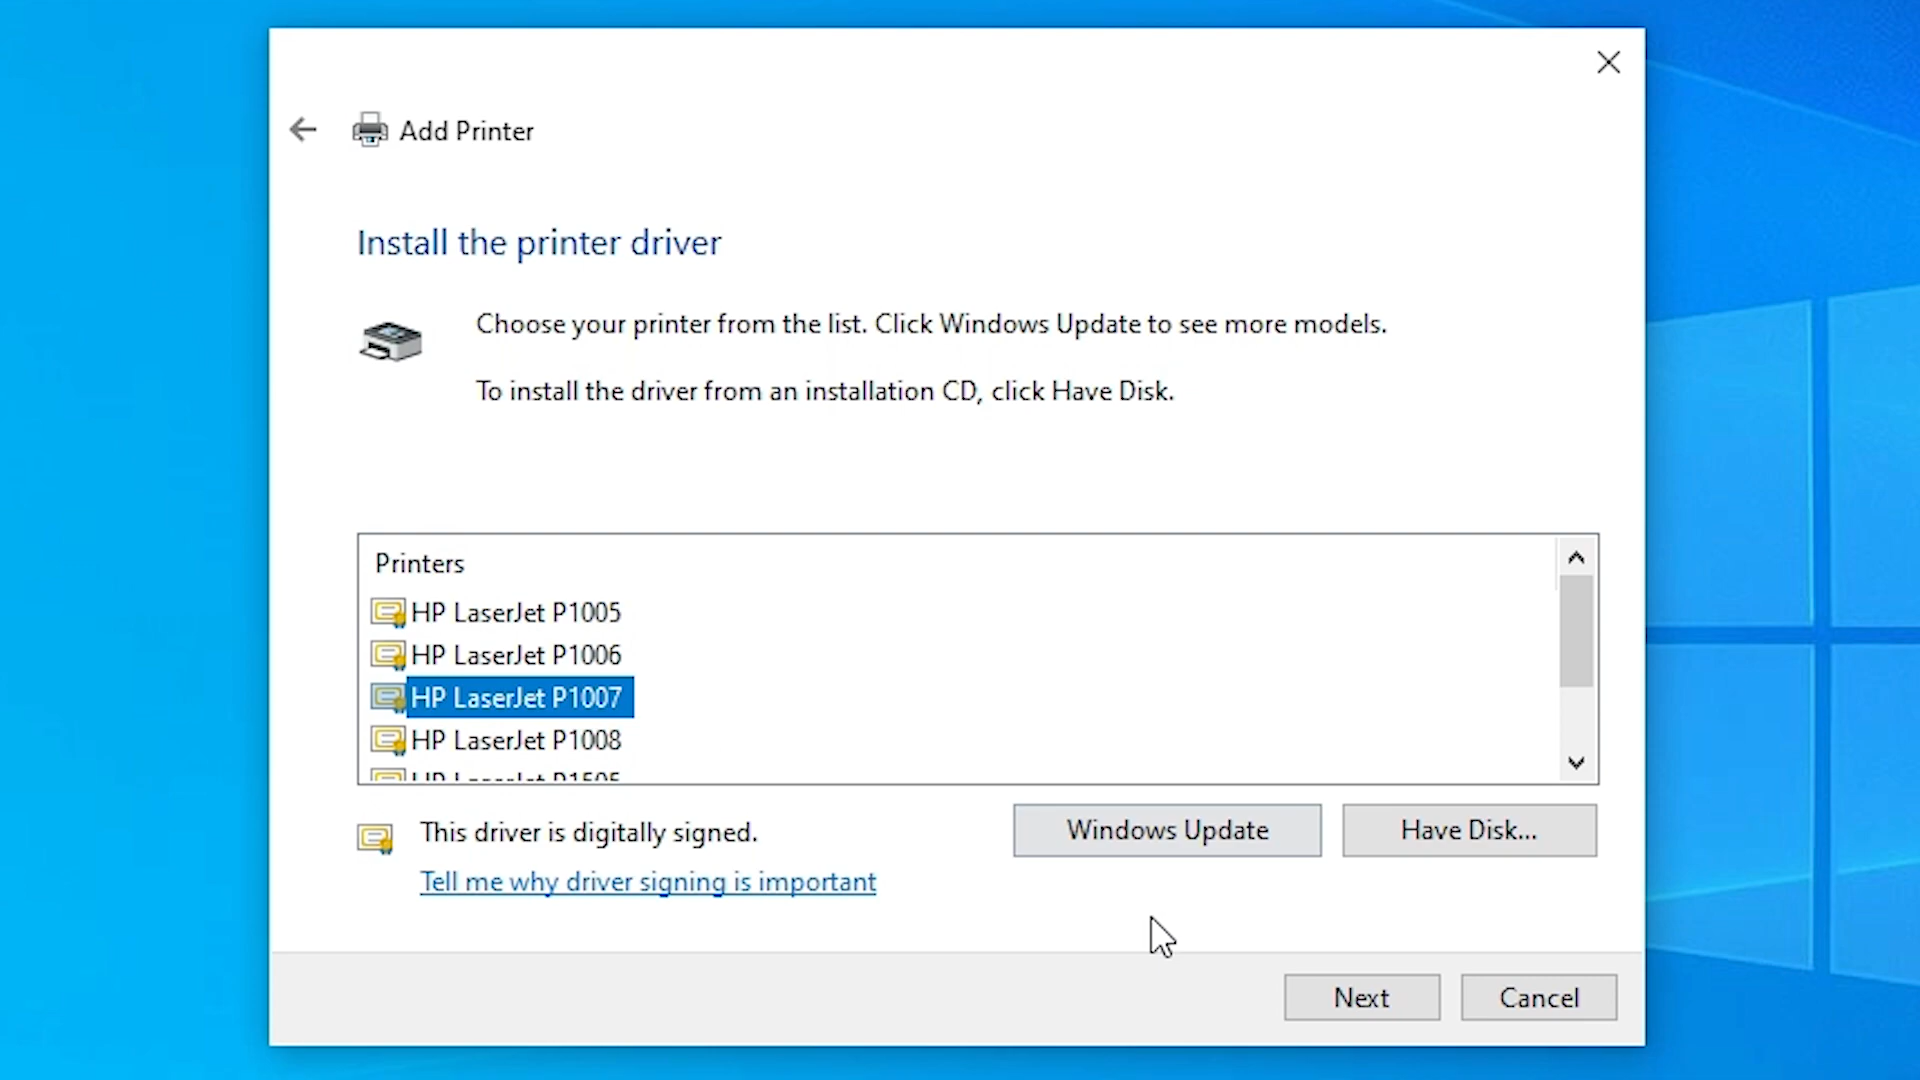 Add Printer
Install the printer driver
Choose your printer from the list. Click Windows Update to see more models.
To install the driver from an installation CD, click Have Disk.
Printers
HP LaserJet P1005
HP LaserJet P1006
HP LaserJet P1007
HP LaserJet P1008
HP LaserJet P1505
This driver is digitally signed.
Windows Update
Have Disk...
Tell me why driver signing is important
Next
Cancel